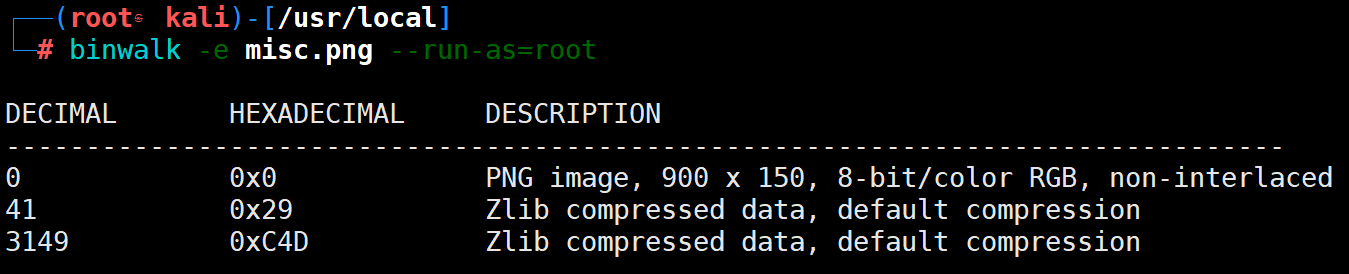 ┌──(root㉿kali)-[/usr/local]
└─# binwalk -e misc.png --run-as=root
DECIMAL       HEXADECIMAL     DESCRIPTION
--------------------------------------------------------------------------------
0             0x0             PNG image, 900 x 150, 8-bit/color RGB, non-interlaced
41            0x29            Zlib compressed data, default compression
3149          0xC4D           Zlib compressed data, default compression